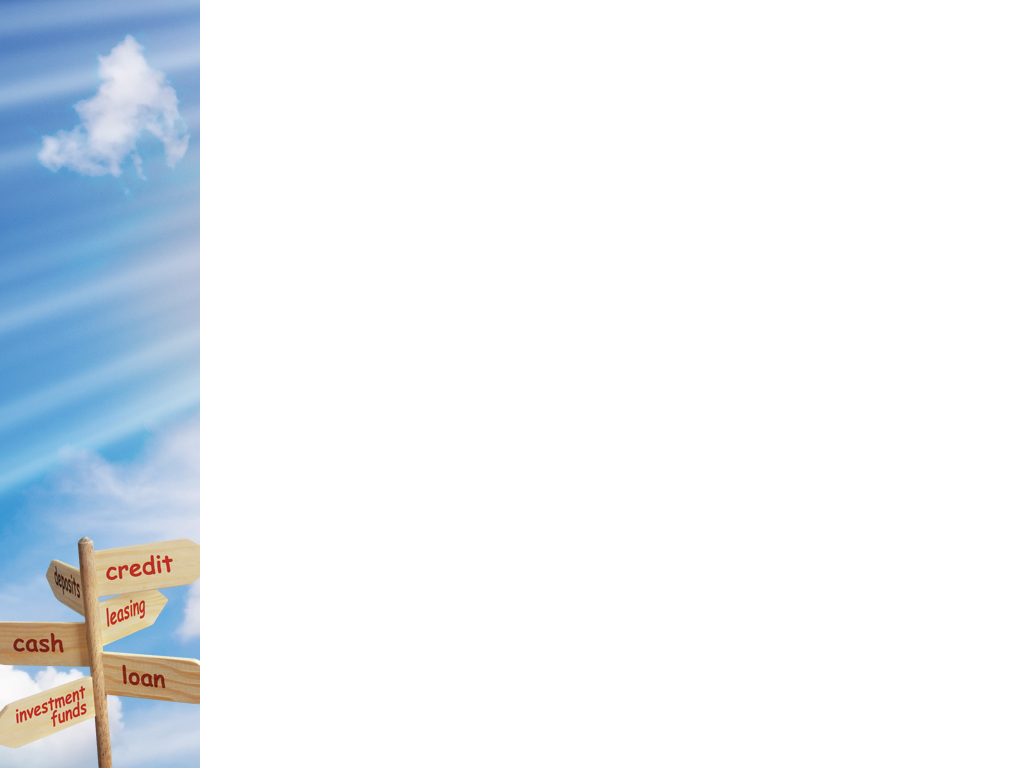 credit
deposits
leasing
cash
loan
investment
funds